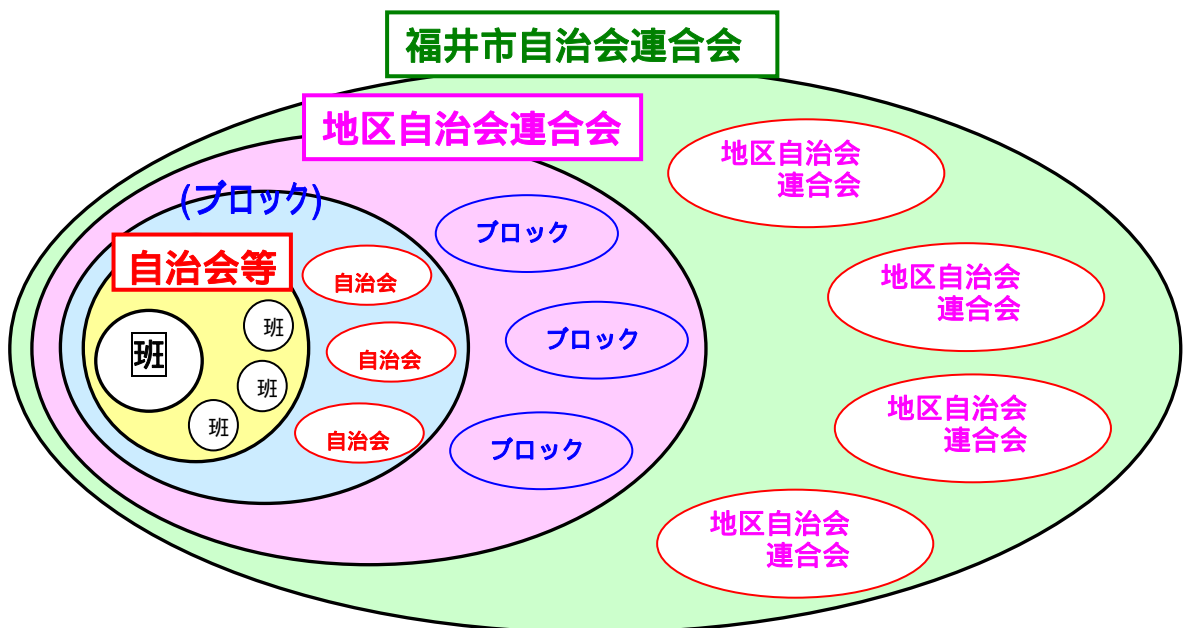 福井市自治会連合会
地区自治会連合会
(ブロック)
自治会等
班
班
班
班
自治会
自治会
自治会
ブロック
ブロック
ブロック
地区自治会
連合会
地区自治会
連合会
地区自治会
連合会
地区自治会
連合会